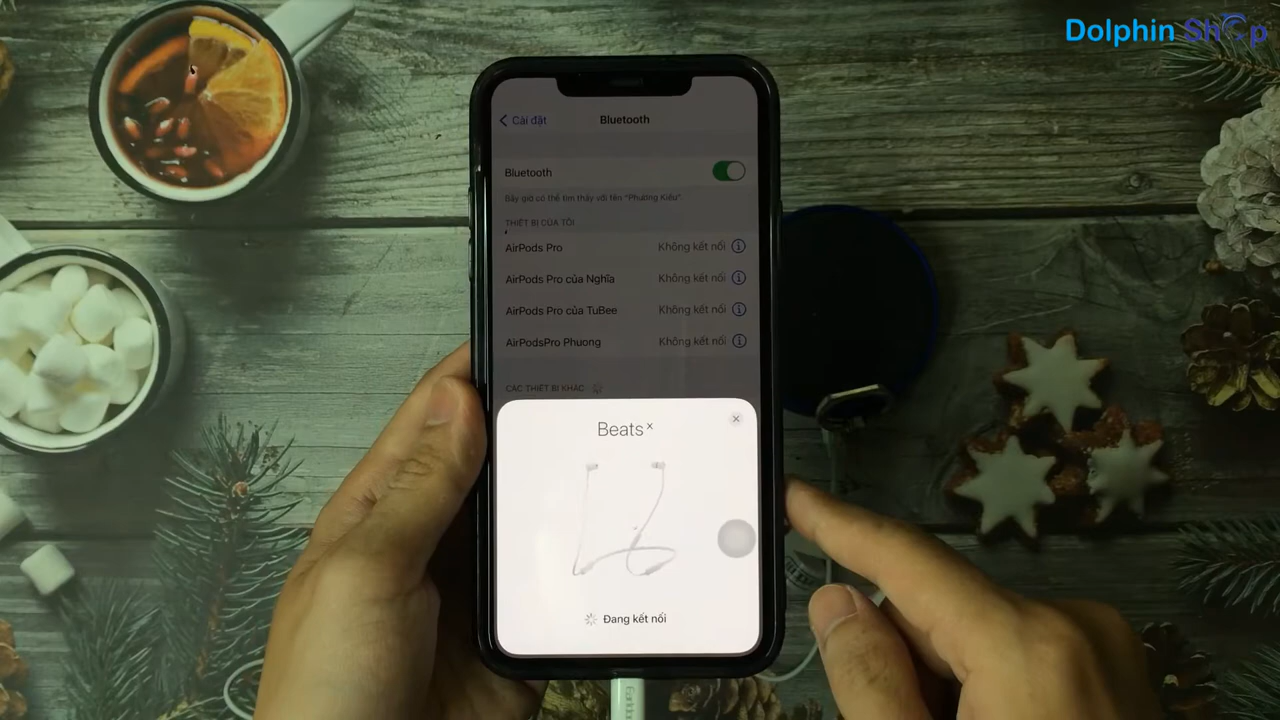 Dolphin Shop
Cài đặt
Bluetooth
Bluetooth
Bây giờ có thể tìm thấy với tên "Phương Kiều".
THIẾT BỊ CỦA TÔI
AirPods Pro Không kết nối
AirPods Pro của Nghĩa Không kết nối
AirPods Pro của TuBee Không kết nối
AirPodsPro Phuong Không kết nối
CÁC THIẾT BỊ KHÁC
Beats x
Đang kết nối